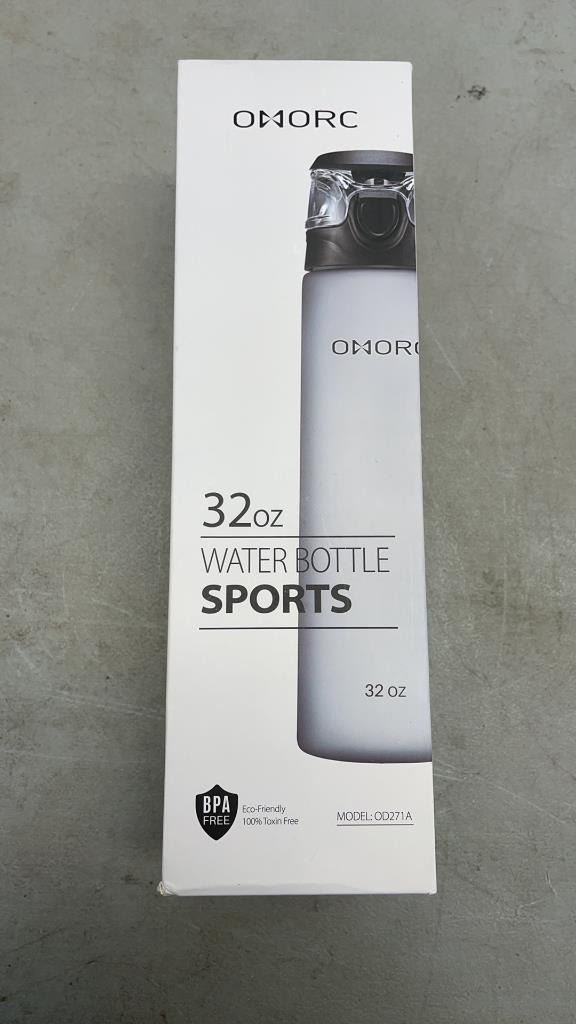 OMORC
OMORC
32oz
WATER BOTTLE
SPORTS
32 oz
BPA
FREE
Eco-Friendly
100% Toxin Free
MODEL: OD271A